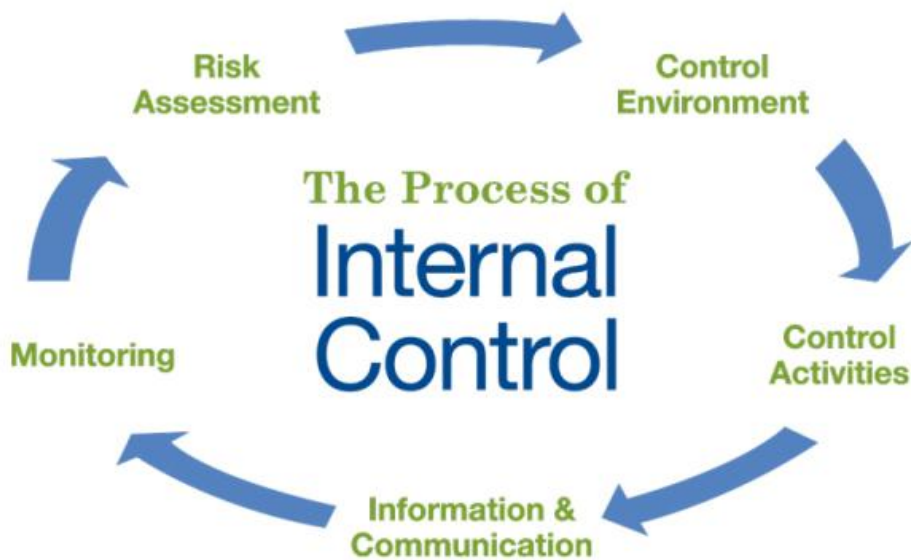 Risk
Assessment
Control
Environment
The Process of
Internal
Control
Monitoring
Control
Activities
Information &
Communication